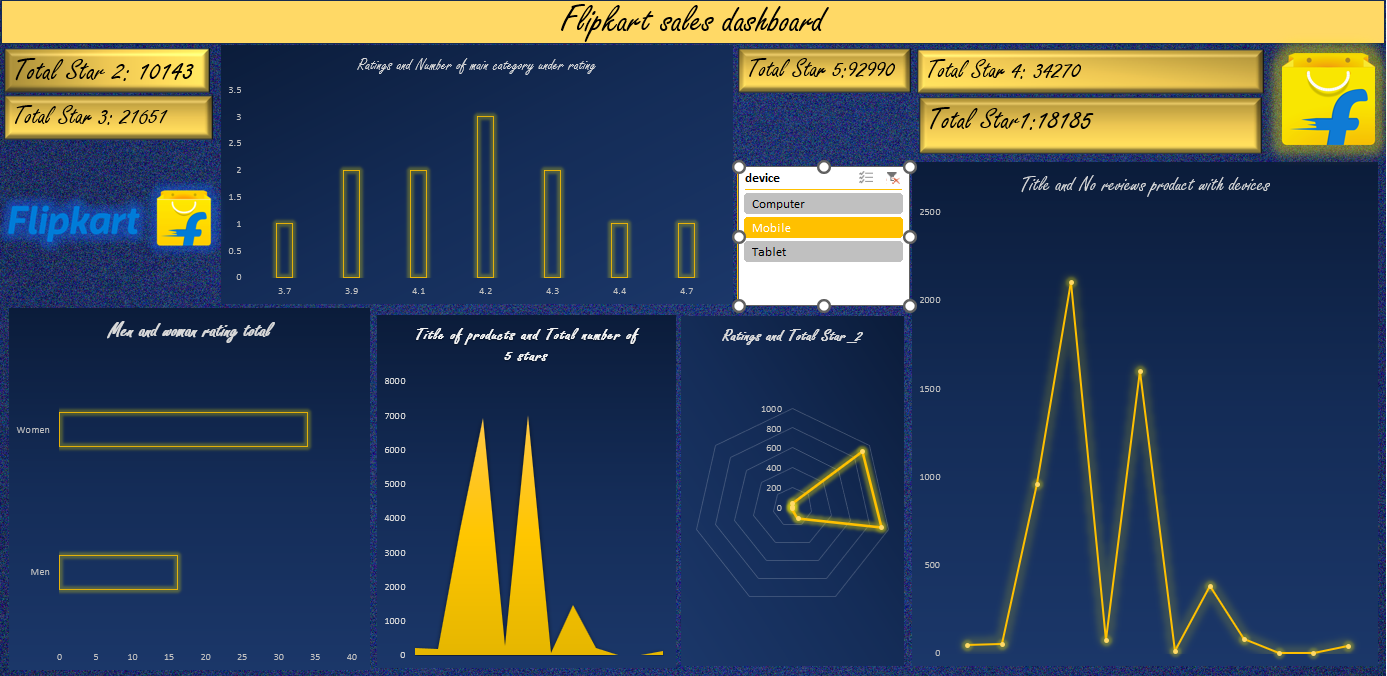 Flipkart sales dashboard
Total Star 2: 10143
Total Star 3: 21651
Flipkart
Ratings and Number of main category under rating
3.5
3
2.5
2
1.5
1
0.5
0
3.7 3.9 4.1 4.2 4.3 4.4 4.7
Total Star 5:92990
Total Star 4: 34270
Total Star1:18185
device
Computer
Mobile
Tablet
Title and No reviews product with devices
2500
2000
1500
1000
500
0
Men and woman rating total
Women
Men
0 5 10 15 20 25 30 35 40
Title of products and Total number of
5 stars
8000
7000
6000
5000
4000
3000
2000
1000
0
Ratings and Total Star_2
1000
800
600
400
200
0